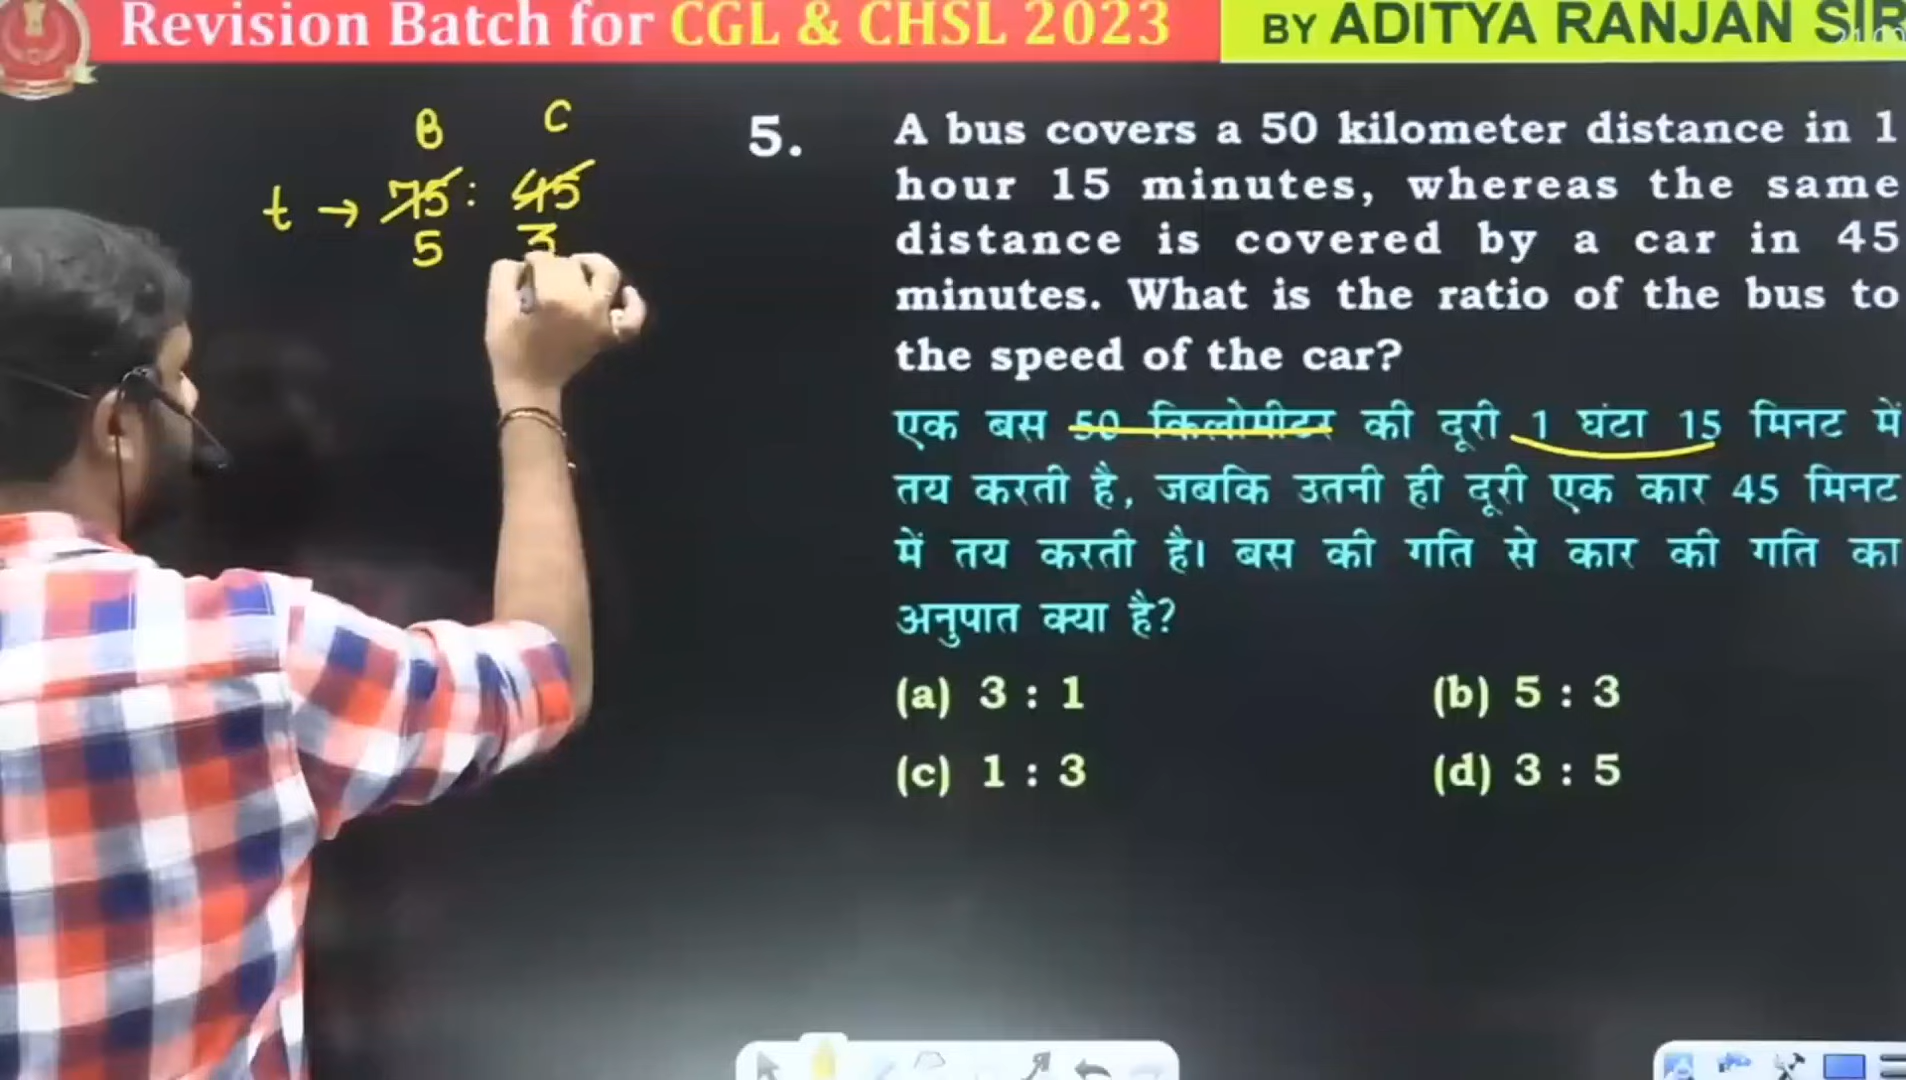 Revision Batch for CGL & CHSL 2023
BY ADITYA RANJAN SIR
B C
t → 75 : 45
5 3
5. A bus covers a 50 kilometer distance in 1
hour 15 minutes, whereas the same
distance is covered by a car in 45
minutes. What is the ratio of the bus to
the speed of the car?
एक बस 50 किलोमीटर की दूरी 1 घंटा 15 मिनट में
तय करती है, जबकि उतनी ही दूरी एक कार 45 मिनट
में तय करती है। बस की गति से कार की गति का
अनुपात क्या है?
(a) 3 : 1 (b) 5 : 3
(c) 1 : 3 (d) 3 : 5